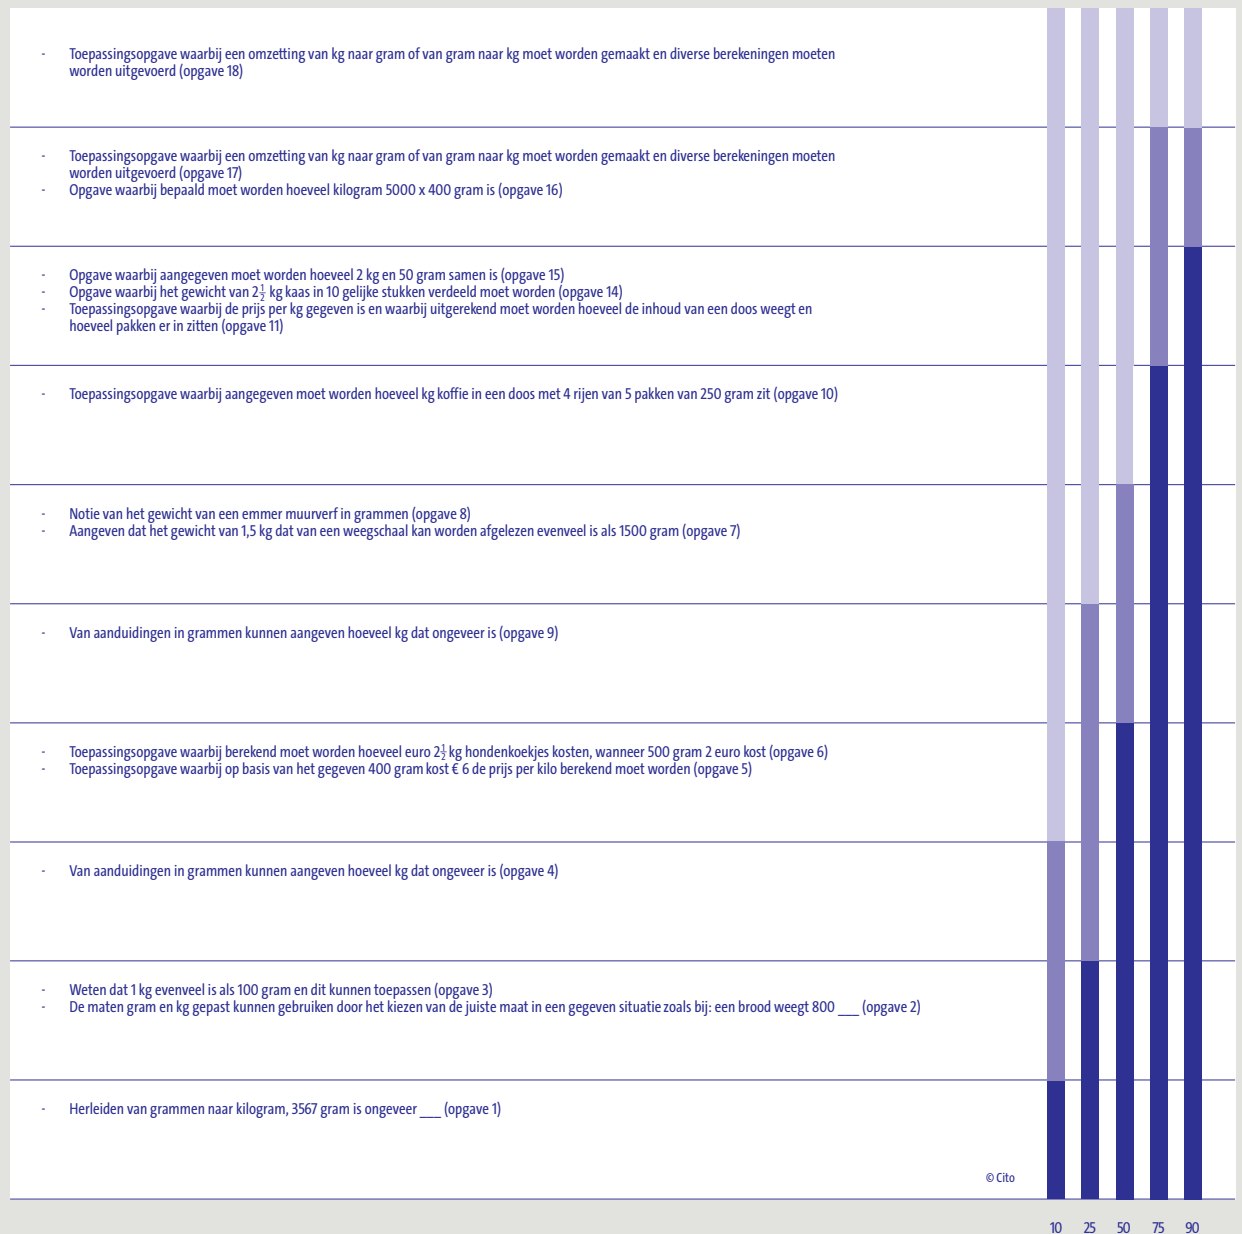 - Toepassingsopgave waarbij een omzetting van kg naar gram of van gram naar kg moet worden gemaakt en diverse berekeningen moeten
worden uitgevoerd (opgave 18)
- Toepassingsopgave waarbij een omzetting van kg naar gram of van gram naar kg moet worden gemaakt en diverse berekeningen moeten
worden uitgevoerd (opgave 17)
- Opgave waarbij bepaald moet worden hoeveel kilogram 5000 x 400 gram is (opgave 16)
- Opgave waarbij aangegeven moet worden hoeveel 2 kg en 50 gram samen is (opgave 15)
- Opgave waarbij het gewicht van 2½ kg kaas in 10 gelijke stukken verdeeld moet worden (opgave 14)
- Toepassingsopgave waarbij de prijs per kg gegeven is en waarbij uitgerekend moet worden hoeveel de inhoud van een doos weegt en
hoeveel pakken er in zitten (opgave 11)
- Toepassingsopgave waarbij aangegeven moet worden hoeveel kg koffie in een doos met 4 rijen van 5 pakken van 250 gram zit (opgave 10)
- Notie van het gewicht van een emmer muurverf in grammen (opgave 8)
- Aangeven dat het gewicht van 1,5 kg dat van een weegschaal kan worden afgelezen evenveel is als 1500 gram (opgave 7)
- Van aanduidingen in grammen kunnen aangeven hoeveel kg dat ongeveer is (opgave 9)
- Toepassingsopgave waarbij berekend moet worden hoeveel euro 2½ kg hondenkoekjes kosten, wanneer 500 gram 2 euro kost (opgave 6)
- Toepassingsopgave waarbij op basis van het gegeven 400 gram kost € 6 de prijs per kilo berekend moet worden (opgave 5)
- Van aanduidingen in grammen kunnen aangeven hoeveel kg dat ongeveer is (opgave 4)
- Weten dat 1 kg evenveel is als 100 gram en dit kunnen toepassen (opgave 3)
- De maten gram en kg gepast kunnen gebruiken door het kiezen van de juiste maat in een gegeven situatie zoals bij: een brood weegt 800 ___ (opgave 2)
- Herleiden van grammen naar kilogram, 3567 gram is ongeveer ___ (opgave 1)
© Cito
10 25 50 75 90